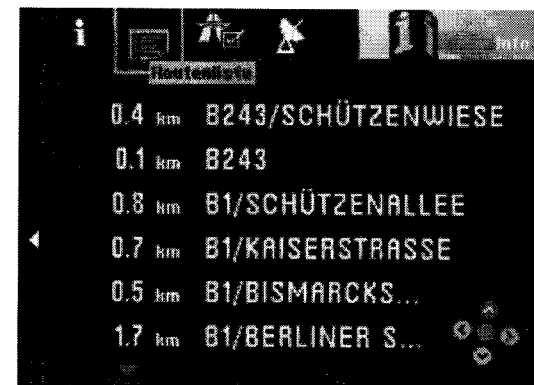 Info
Routenliste
0.4 km B243/SCHÜTZENWIESE
0.1 km B243
0.8 km B1/SCHÜTZENALLEE
0.7 km B1/KAISERSTRASSE
0.5 km B1/BISMARCKS...
1.7 km B1/BERLINER S...